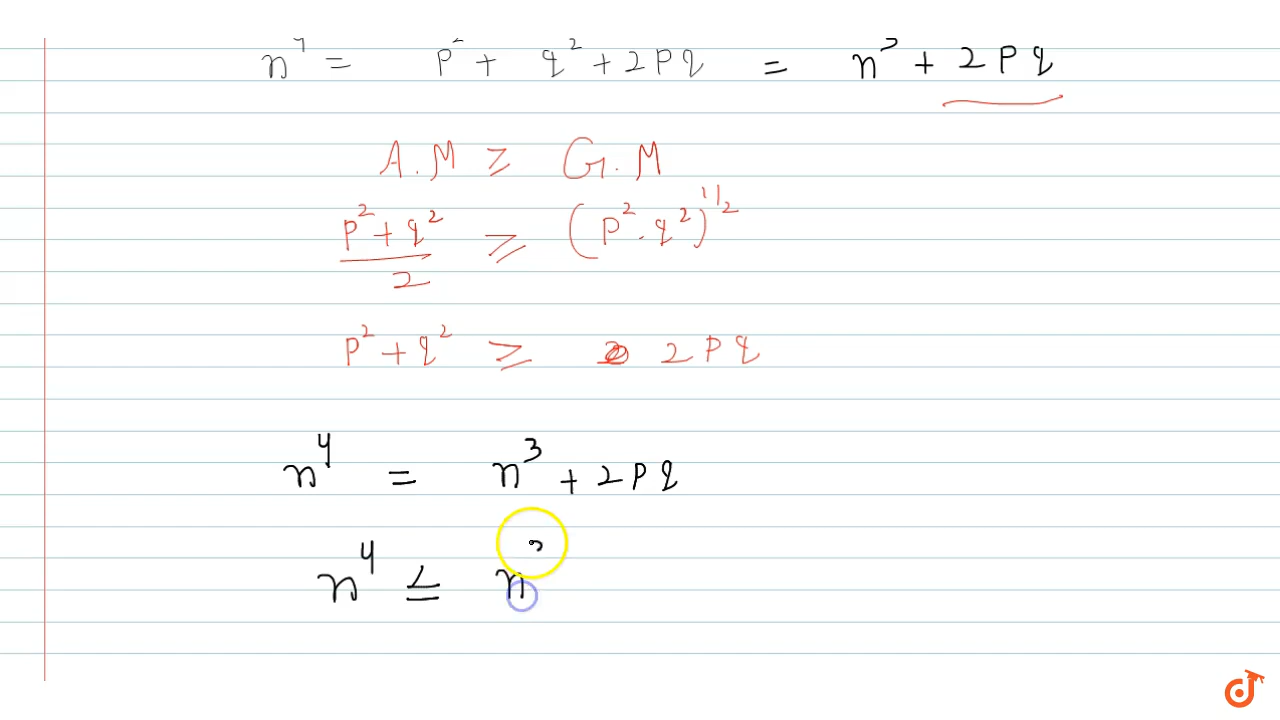 n⁴ = p² + q² + 2pq = n³ + 2pq
A.M ≥ G.M
(p² + q²)/2 ≥ (p² . q²)^1/2
p² + q² ≥ 2pq
n⁴ = n³ + 2pq
n⁴ ≤ n